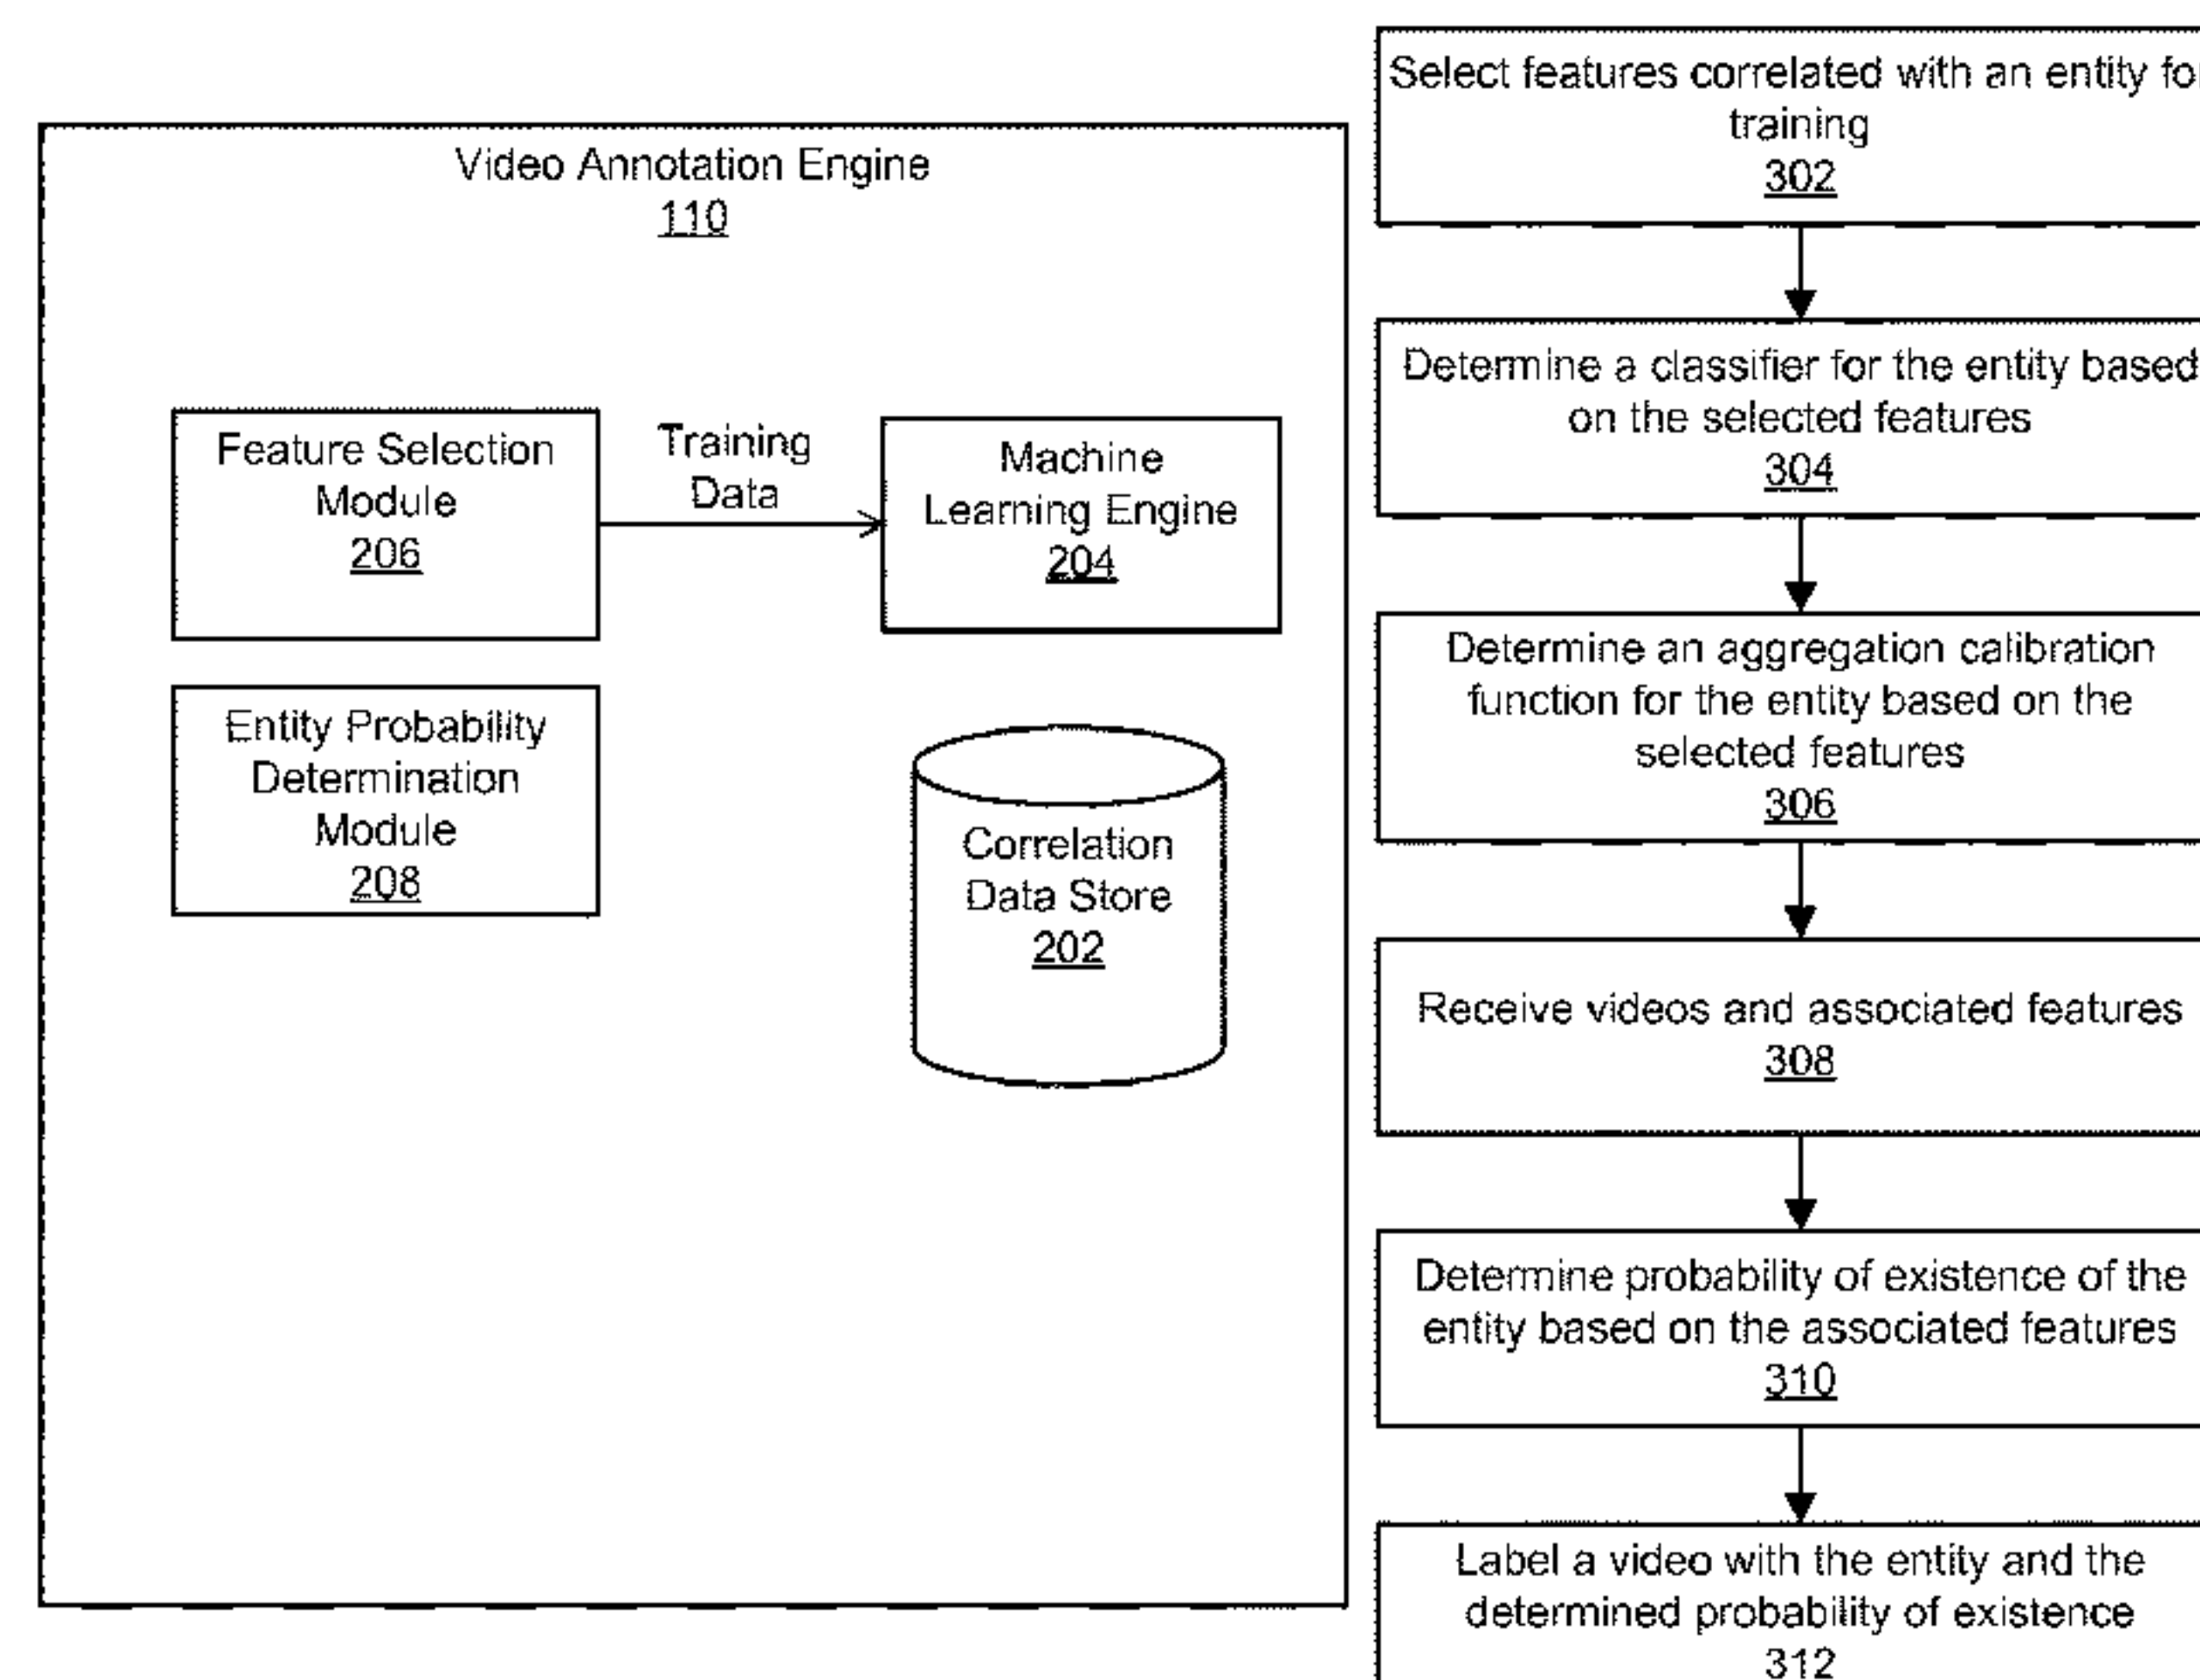 Video Annotation Engine
110
Feature Selection
Module
206
Training
Data
Machine
Learning Engine
204
Entity Probability
Determination
Module
208
Correlation
Data Store
202
Select features correlated with an entity for
training
302
Determine a classifier for the entity based
on the selected features
304
Determine an aggregation calibration
function for the entity based on the
selected features
306
Receive videos and associated features
308
Determine probability of existence of the
entity based on the associated features
310
Label a video with the entity and the
determined probability of existence
312